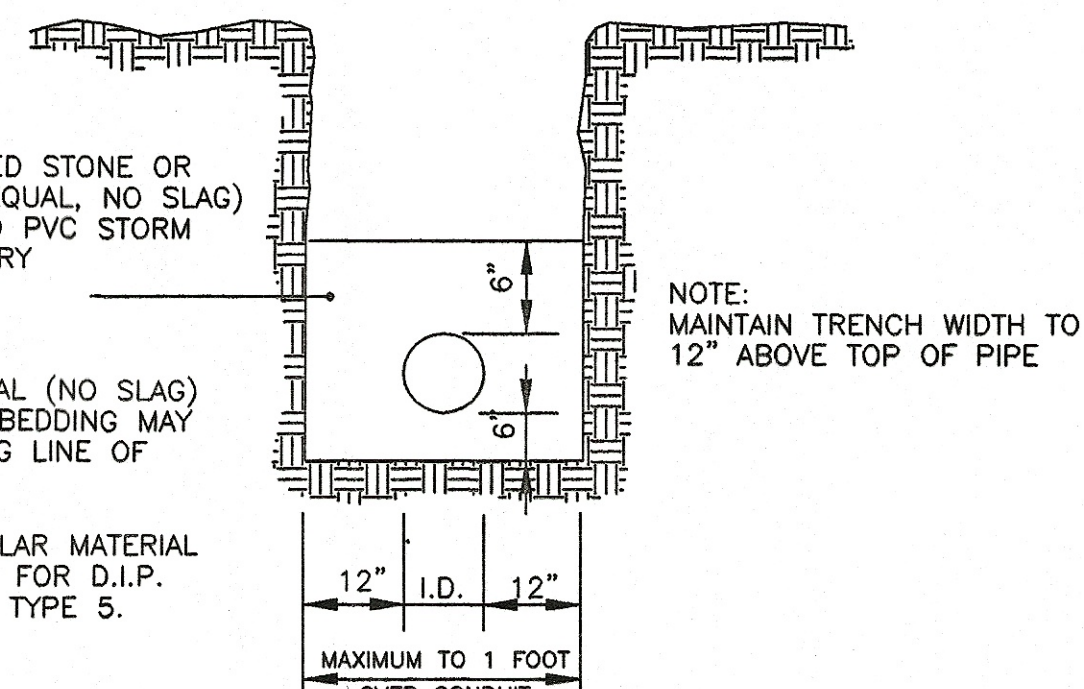 ED STONE OR
QUAL, NO SLAG)
PVC STORM
RY
AL (NO SLAG)
BEDDING MAY
G LINE OF
LAR MATERIAL
FOR D.I.P.
TYPE 5.
6"
6"
NOTE:
MAINTAIN TRENCH WIDTH TO
12" ABOVE TOP OF PIPE
12" I.D. 12"
MAXIMUM TO 1 FOOT
OVER CONDUIT